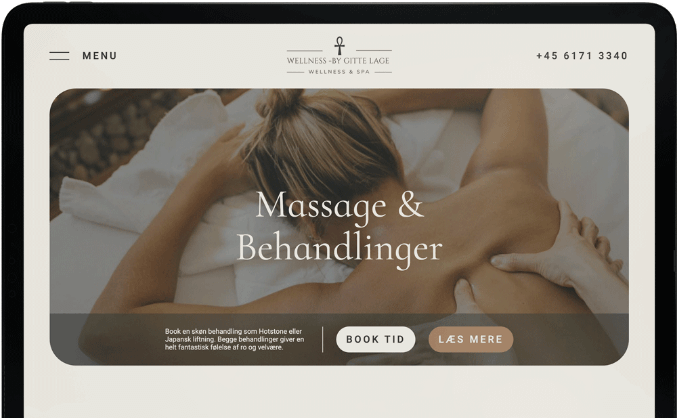 MENU
WELLNESS BY GITTE LAGE
WELLNESS & SPA
+45 6171 3340
Massage &
Behandlinger
Book en skøn behandling som Hotstone eller
Japansk liftning. Begge behandlinger giver en
helt fantastisk følelse af ro og velvære.
BOOK TID
LÆS MERE